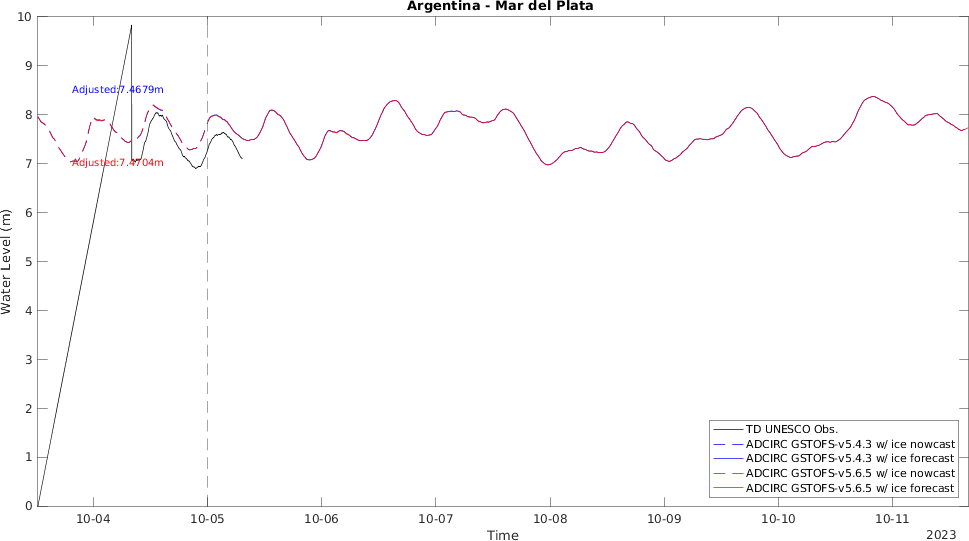 Argentina - Mar del Plata
10
9
8
7
6
5
4
3
2
1
0
Water Level (m)
Adjusted:7.4679m
Adjusted:7.4704m
TD UNESCO Obs.
ADCIRC GSTOFS-v5.4.3 w/ ice nowcast
ADCIRC GSTOFS-v5.4.3 w/ ice forecast
ADCIRC GSTOFS-v5.6.5 w/ ice nowcast
ADCIRC GSTOFS-v5.6.5 w/ ice forecast
10-04 10-05 10-06 10-07 10-08 10-09 10-10 10-11
Time
2023